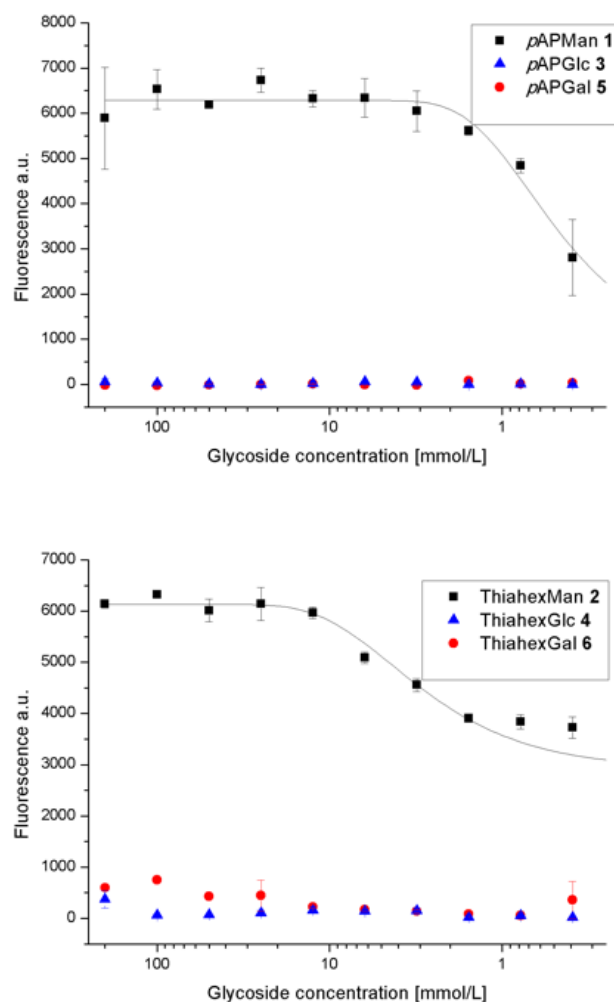 8000
7000
6000
5000
4000
3000
2000
1000
0
Fluorescence a.u.
pAPMan 1
pAPGlc 3
pAPGal 5
100
10
1
Glycoside concentration [mmol/L]
7000
6000
5000
4000
3000
2000
1000
0
Fluorescence a.u.
ThiahexMan 2
ThiahexGlc 4
ThiahexGal 6
100
10
1
Glycoside concentration [mmol/L]